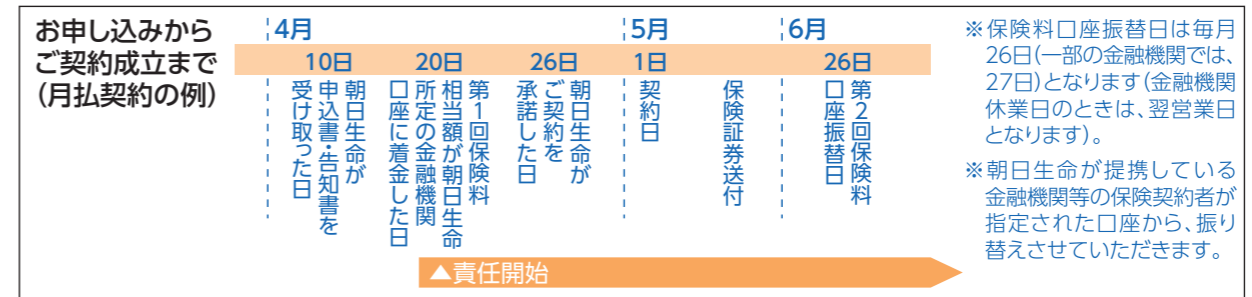 お申し込みから
ご契約成立まで
（月払契約の例）
4月
5月
6月
10日
20日
26日
1日
26日
朝日生命が
申込書・告知書を
受け取った日
第1回保険料
相当額が朝日生命
所定の金融機関
口座に着金した日
朝日生命が
ご契約を
承諾した日
契約日
保険証券送付
第2回保険料
口座振替日
▲責任開始
※保険料口座振替日は毎月
26日(一部の金融機関では、
27日)となります(金融機関
休業日のときは、翌営業日
となります)。
※朝日生命が提携している
金融機関等の保険契約者が
指定された口座から、振り
替えさせていただきます。